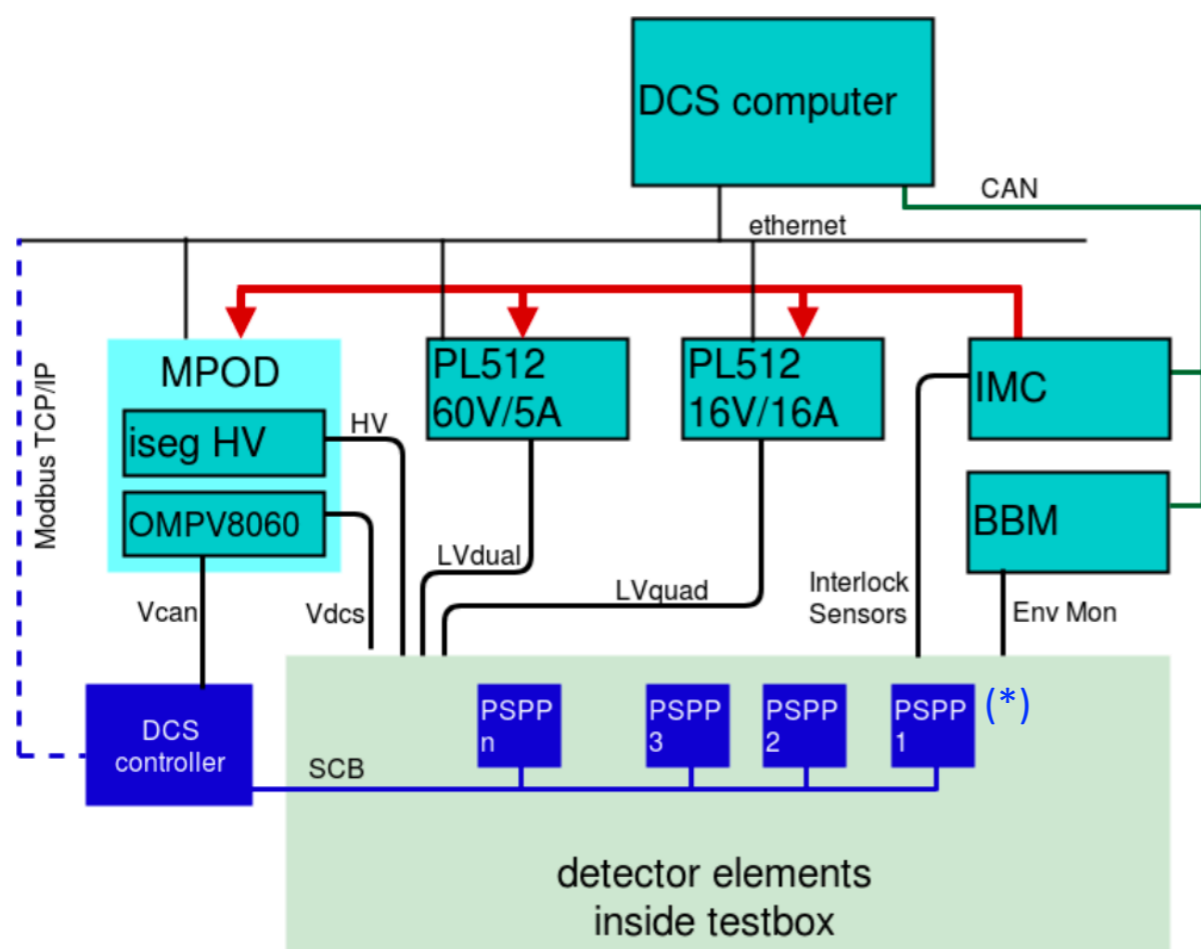 DCS computer
CAN
ethernet
Modbus TCP/IP
MPOD
iseg HV
OMPV8060
HV
PL512
60V/5A
PL512
16V/16A
IMC
BBM
LVdual
LVquad
Interlock
Sensors
Env Mon
Vcan
Vdcs
DCS
controller
SCB
PSPP
n
PSPP
3
PSPP
2
PSPP
1
(*)
detector elements
inside testbox